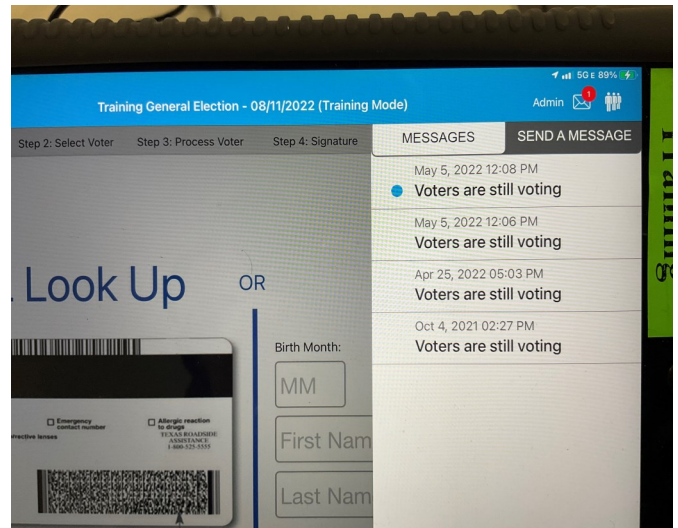 5G E 89%
Training General Election - 08/11/2022 (Training Mode)
Admin
1
Step 2: Select Voter Step 3: Process Voter Step 4: Signature
MESSAGES
SEND A MESSAGE
May 5, 2022 12:08 PM
Voters are still voting
May 5, 2022 12:06 PM
Voters are still voting
Apr 25, 2022 05:03 PM
Voters are still voting
Oct 4, 2021 02:27 PM
Voters are still voting
Look Up
OR
Birth Month:
MM
First Nam
Last Nam
Emergency
contact number
Allergic reaction
to drugs
TEXAS ROADSIDE
ASSISTANCE
1-800-525-5555
lenses
Training